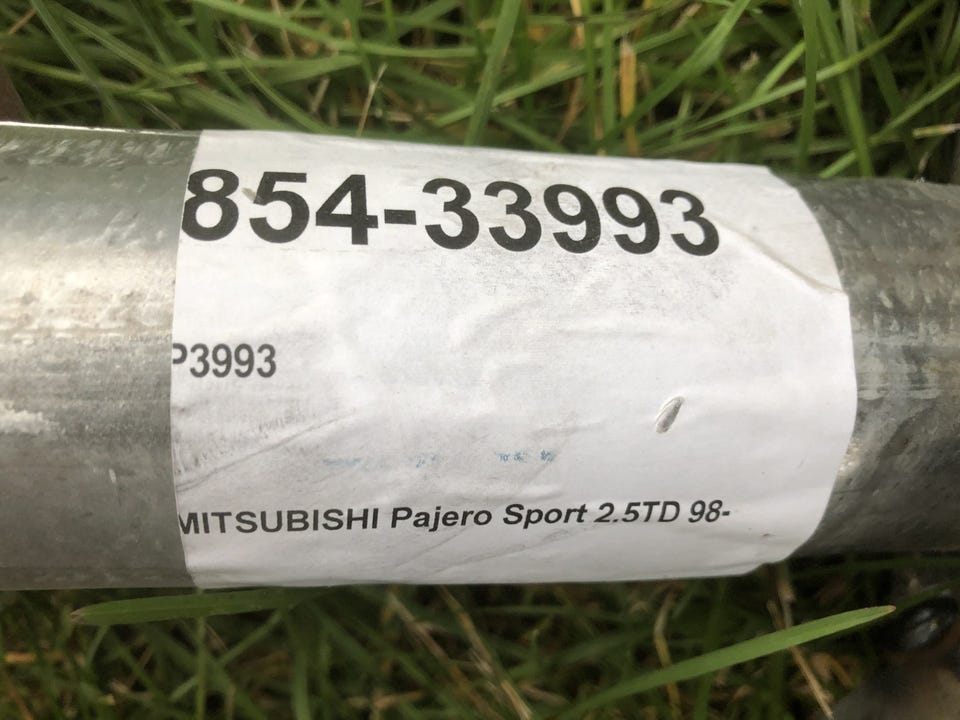 854-33993
P3993
MITSUBISHI Pajero Sport 2.5TD 98-